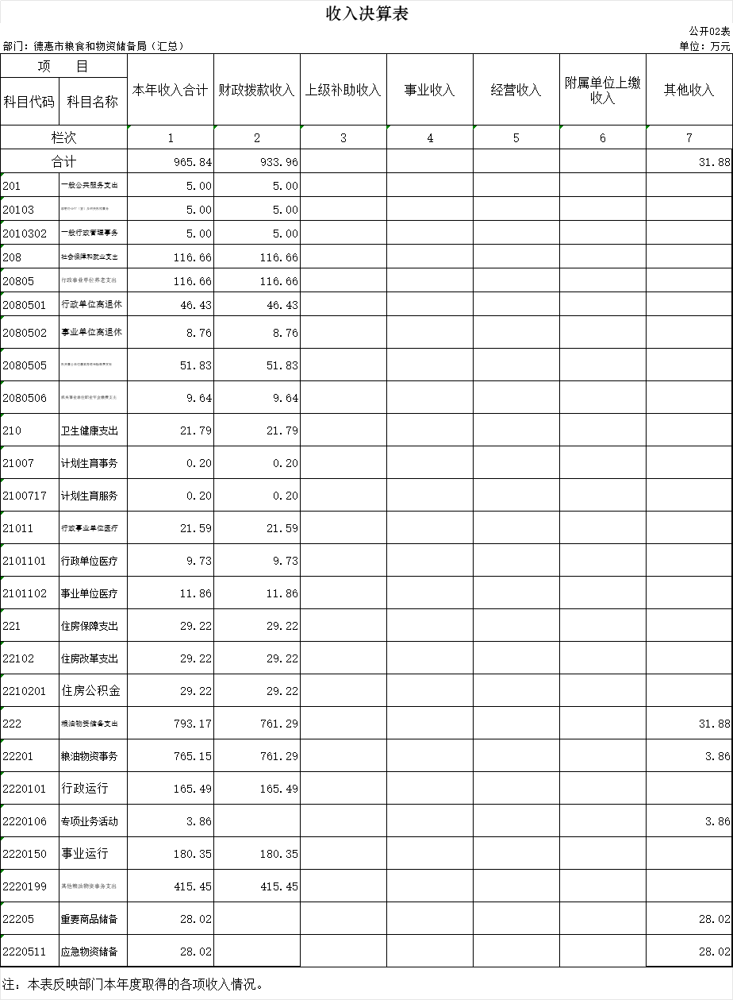 收入决算表
公开02表
部门：德惠市粮食和物资储备局（汇总） 单位：万元
项 目 本年收入合计 财政拨款收入 上级补助收入 事业收入 经营收入 附属单位上缴收入 其他收入
科目代码 科目名称
栏次 1 2 3 4 5 6 7
合计 965.84 933.96 31.88
201 一般公共服务支出 5.00 5.00
20103 政府办公厅（室）及相关机构事务 5.00 5.00
2010302 一般行政管理事务 5.00 5.00
208 社会保障和就业支出 116.66 116.66
20805 行政事业单位养老支出 116.66 116.66
2080501 行政单位离退休 46.43 46.43
2080502 事业单位离退休 8.76 8.76
2080505 机关事业单位基本养老保险缴费支出 51.83 51.83
2080506 机关事业单位职业年金缴费支出 9.64 9.64
210 卫生健康支出 21.79 21.79
21007 计划生育事务 0.20 0.20
2100717 计划生育服务 0.20 0.20
21011 行政事业单位医疗 21.59 21.59
2101101 行政单位医疗 9.73 9.73
2101102 事业单位医疗 11.86 11.86
221 住房保障支出 29.22 29.22
22102 住房改革支出 29.22 29.22
2210201 住房公积金 29.22 29.22
222 粮油物资储备支出 793.17 761.29 31.88
22201 粮油物资事务 765.15 761.29 3.86
2220101 行政运行 165.49 165.49
2220106 专项业务活动 3.86 3.86
2220150 事业运行 180.35 180.35
2220199 其他粮油物资事务支出 415.45 415.45
22205 重要商品储备 28.02 28.02
2220511 应急物资储备 28.02 28.02
注：本表反映部门本年度取得的各项收入情况。